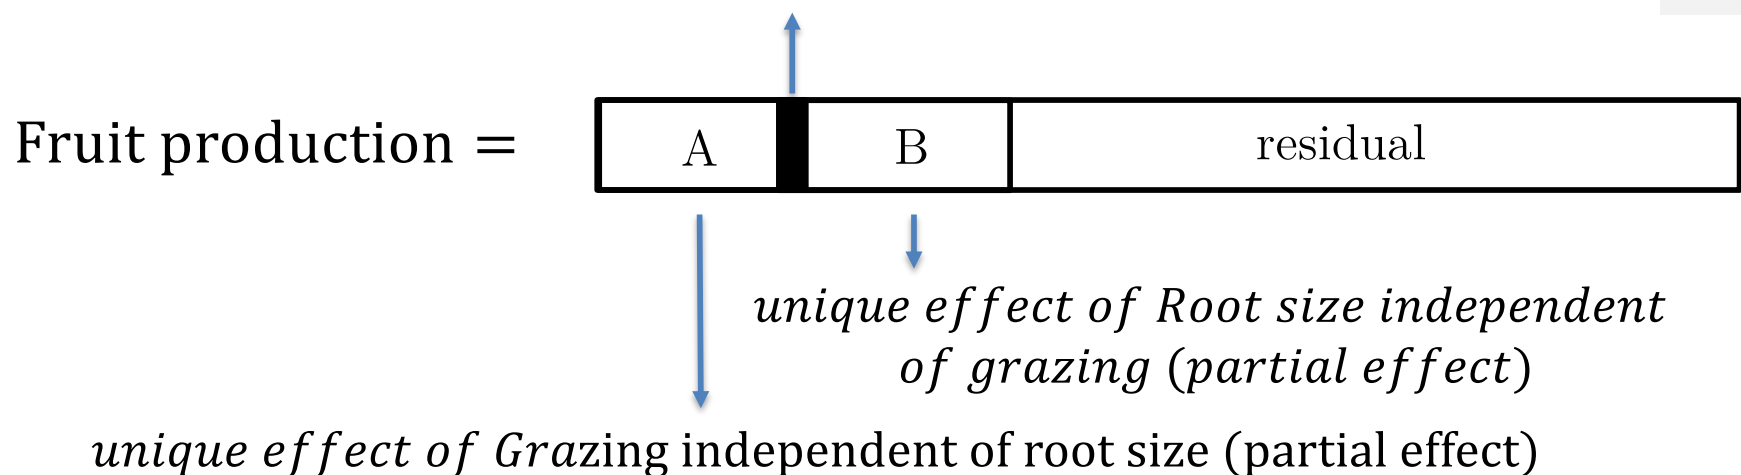 Fruit production = A B residual
unique effect of Root size independent
of grazing (partial effect)
unique effect of Grazing independent of root size (partial effect)